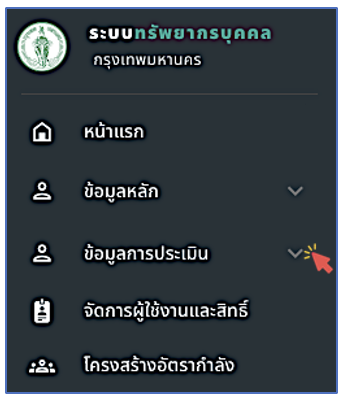 ระบบทรัพยากรบุคคล
กรุงเทพมหานคร
หน้าแรก
ข้อมูลหลัก
ข้อมูลการประเมิน
จัดการผู้ใช้งานและสิทธิ์
โครงสร้างอัตรากำลัง